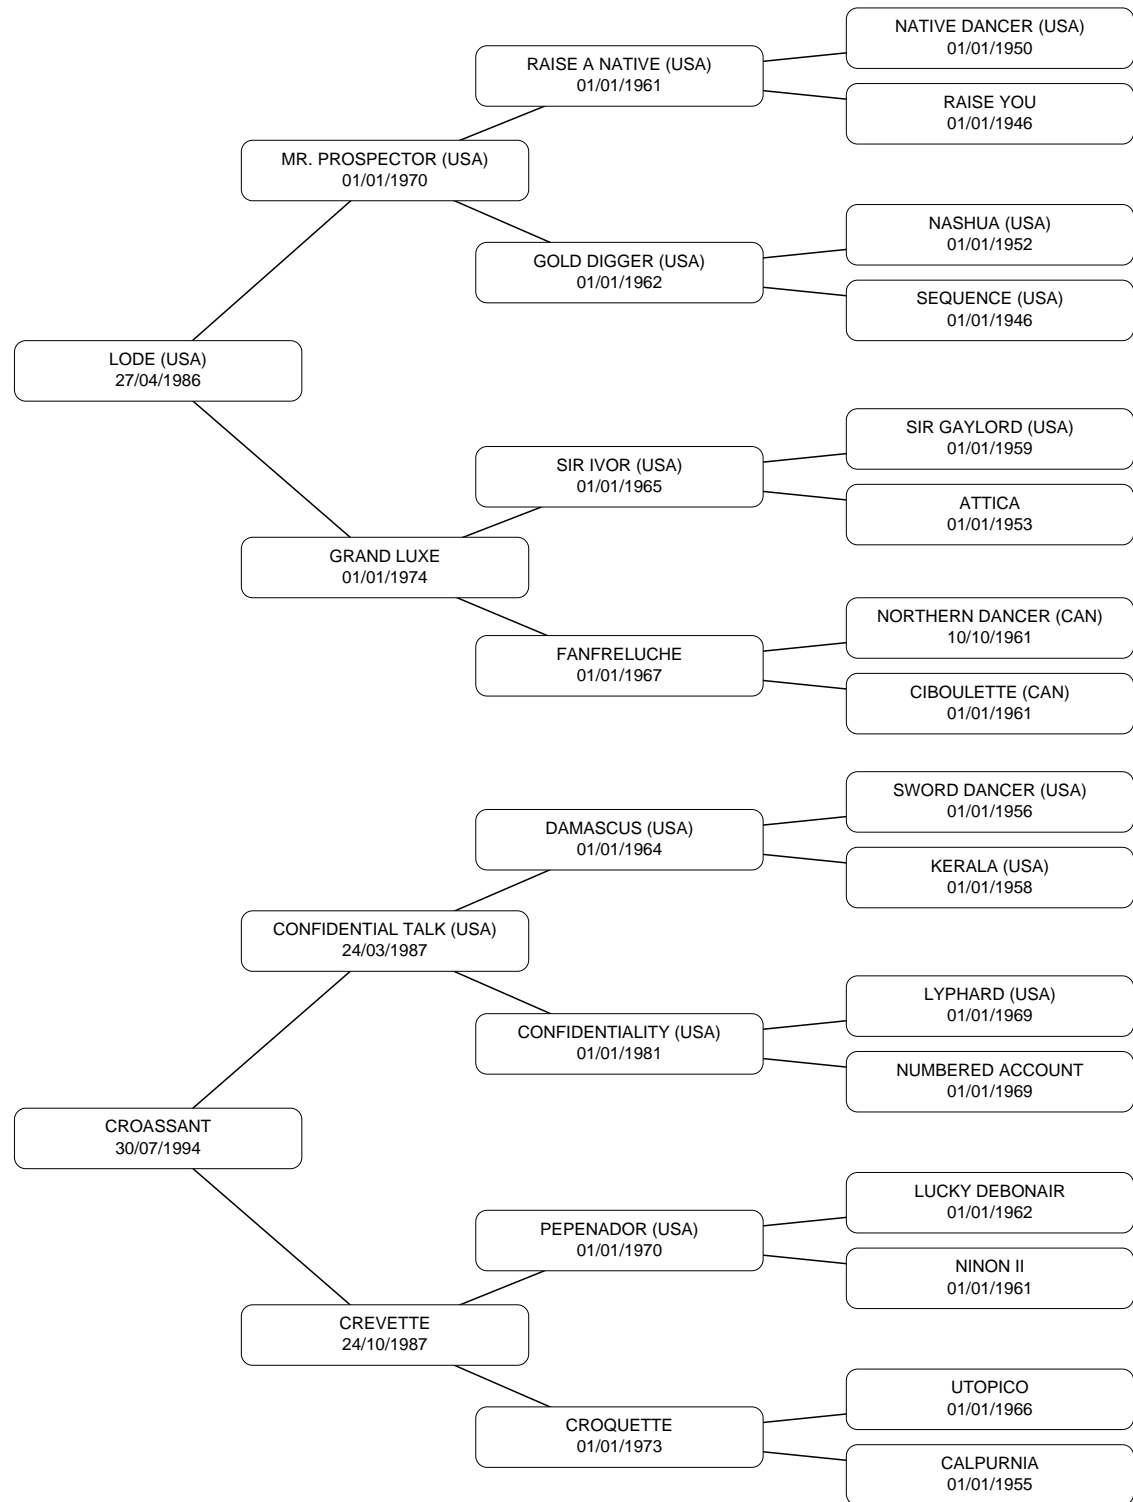 NATIVE DANCER (USA)
01/01/1950
RAISE A NATIVE (USA)
01/01/1961
RAISE YOU
01/01/1946
MR. PROSPECTOR (USA)
01/01/1970
NASHUA (USA)
01/01/1952
GOLD DIGGER (USA)
01/01/1962
SEQUENCE (USA)
01/01/1946
LODE (USA)
27/04/1986
SIR GAYLORD (USA)
01/01/1959
SIR IVOR (USA)
01/01/1965
ATTICA
01/01/1953
GRAND LUXE
01/01/1974
NORTHERN DANCER (CAN)
10/10/1961
FANFRELUCHE
01/01/1967
CIBOULETTE (CAN)
01/01/1961
SWORD DANCER (USA)
01/01/1956
DAMASCUS (USA)
01/01/1964
KERALA (USA)
01/01/1958
CONFIDENTIAL TALK (USA)
24/03/1987
LYPHARD (USA)
01/01/1969
CONFIDENTIALITY (USA)
01/01/1981
NUMBERED ACCOUNT
01/01/1969
CROASSANT
30/07/1994
LUCKY DEBONAIR
01/01/1962
PEPENADOR (USA)
01/01/1970
NINON II
01/01/1961
CREVETTE
24/10/1987
UTOPICO
01/01/1966
CROQUETTE
01/01/1973
CALPURNIA
01/01/1955